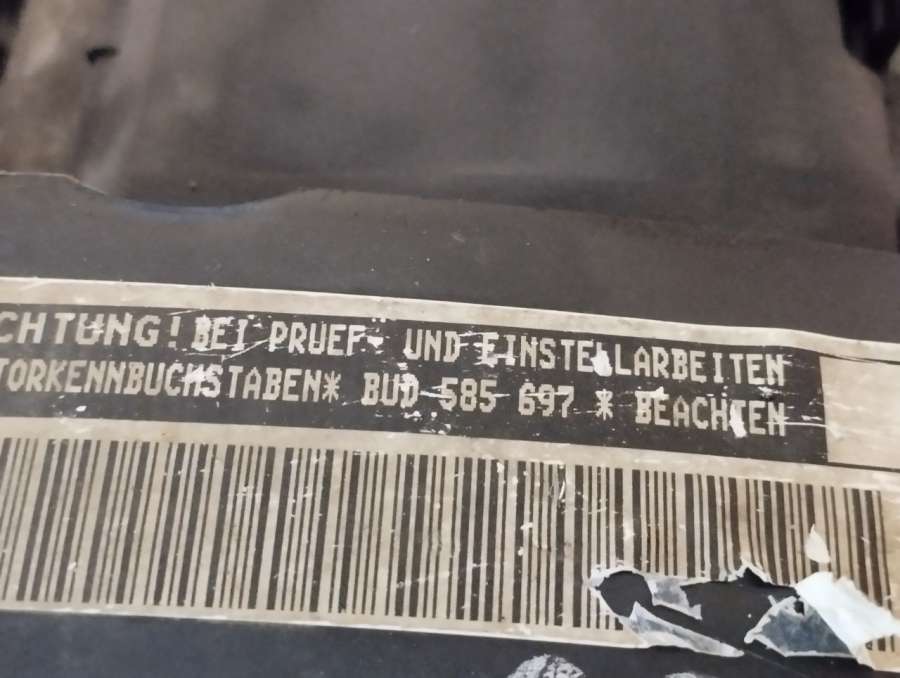 CHTUNG! BEI PRUEF- UND EINSTELLARBEITEN
TORKENNBUCHSTABEN* BUD 585 697 * BEACHTEN